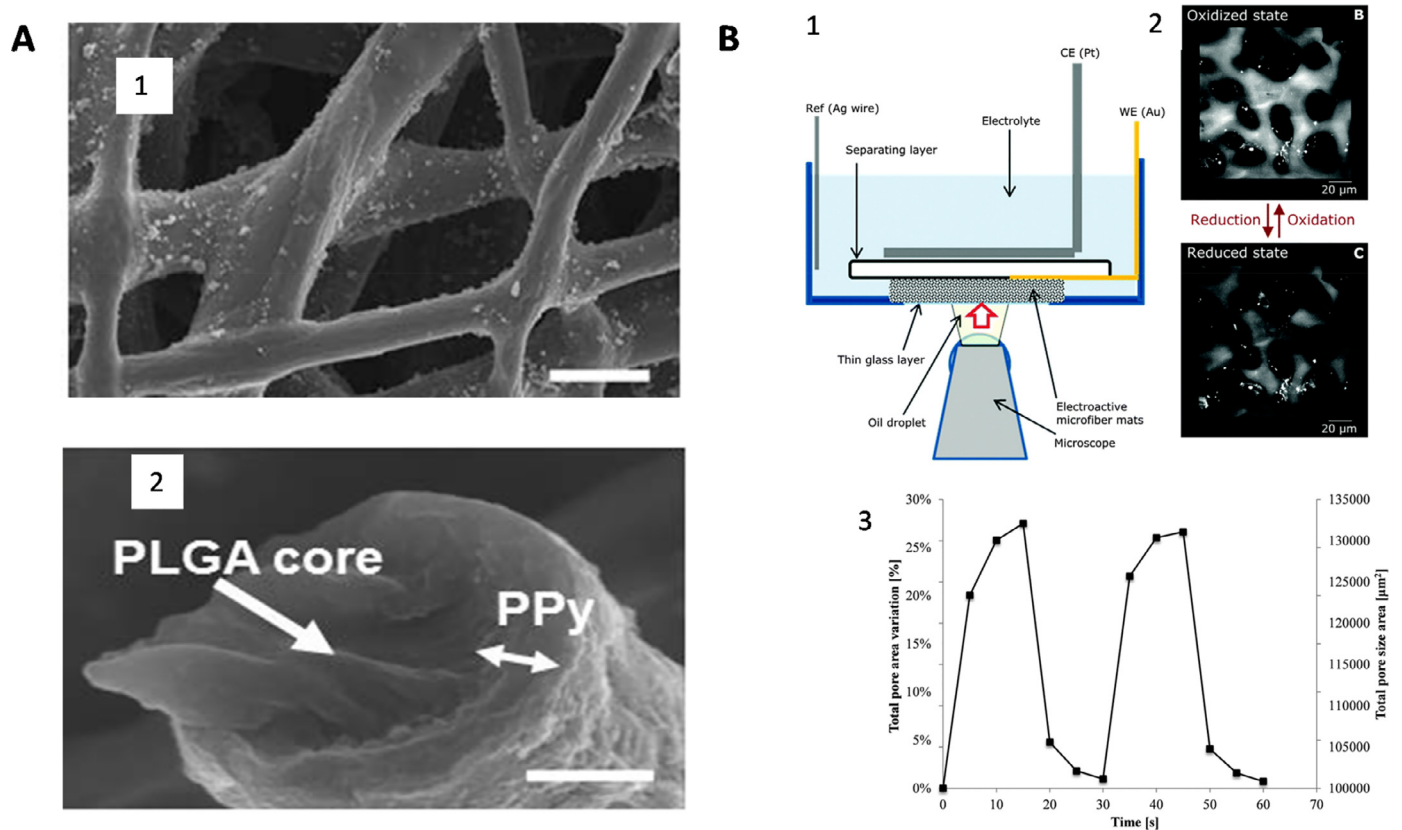 A
1
2
PLGA core
PPy
B
1
CE (Pt)
Ref (Ag wire)
Electrolyte
WE (Au)
Separating layer
Thin glass layer
Oil droplet
Electroactive
microfiber mats
Microscope
2
Oxidized state
B
20 µm
Reduction
Oxidation
Reduced state
C
20 µm
3
Total pore area variation [%]
30%
25%
20%
15%
10%
5%
0%
135000
130000
125000
120000
115000
110000
105000
100000
Total pore size area [µm²]
0 10 20 30 40 50 60 70
Time [s]